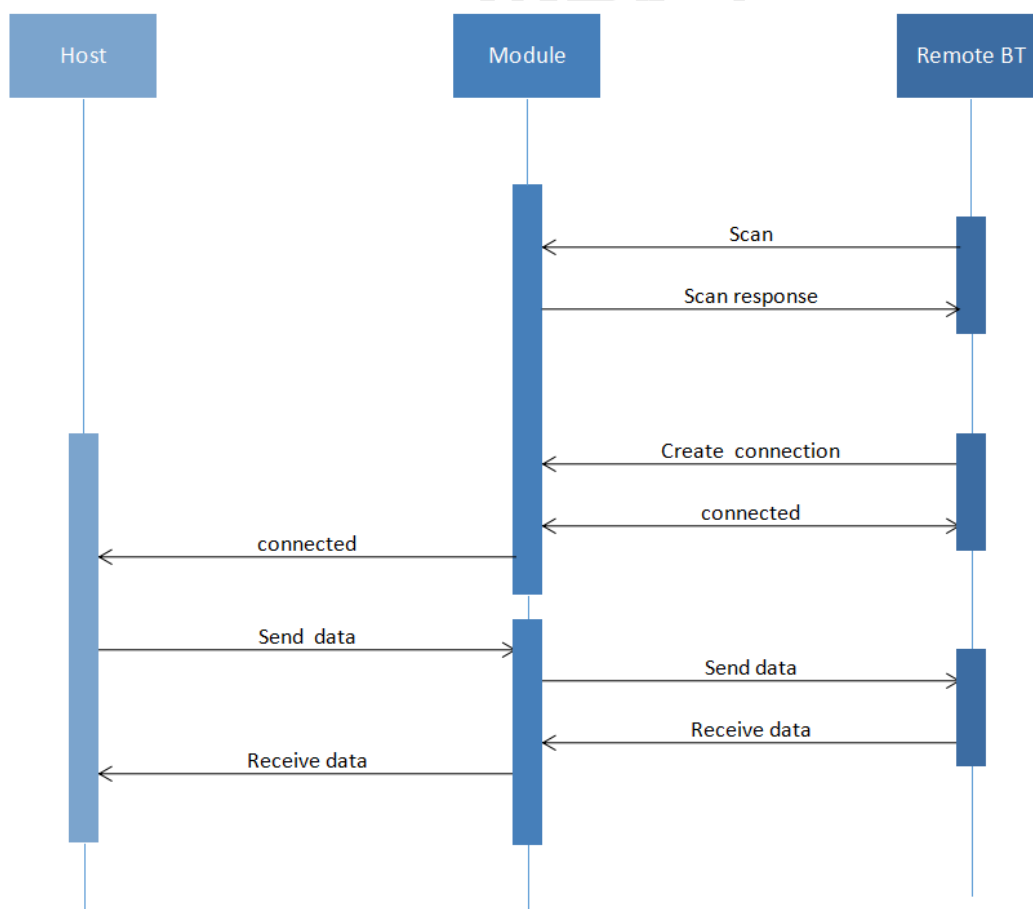 Host
Module
Remote BT
Scan
Scan response
Create  connection
connected
connected
Send  data
Send data
Receive data
Receive data